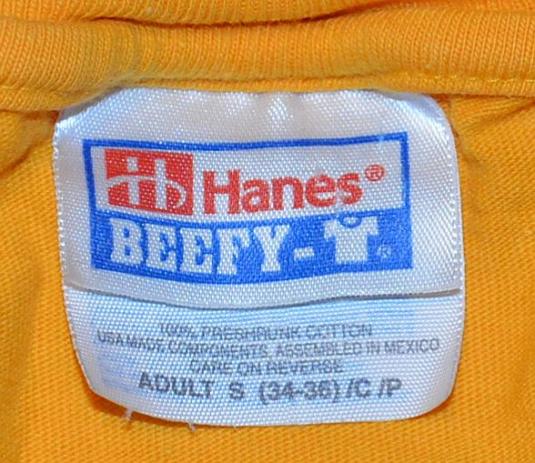 Hanes®
BEEFY-T®
100% PRESHRUNK COTTON
USA MADE COMPONENTS, ASSEMBLED IN MEXICO
CARE ON REVERSE
ADULT S (34-36) /C /P